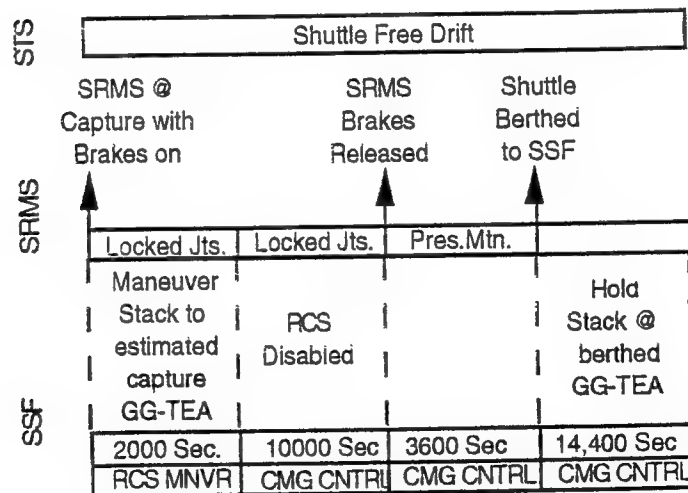 STS
Shuttle Free Drift
SRMS
SRMS @
Capture with
Brakes on
SRMS
Brakes
Released
Shuttle
Berthed
to SSF
Locked Jts.
Locked Jts.
Pres.Mtn.
SSF
Maneuver
Stack to
estimated
capture
GG-TEA
RCS
Disabled
Hold
Stack @
berthed
GG-TEA
2000 Sec.
10000 Sec
3600 Sec
14,400 Sec
RCS MNVR
CMG CNTRL
CMG CNTRL
CMG CNTRL